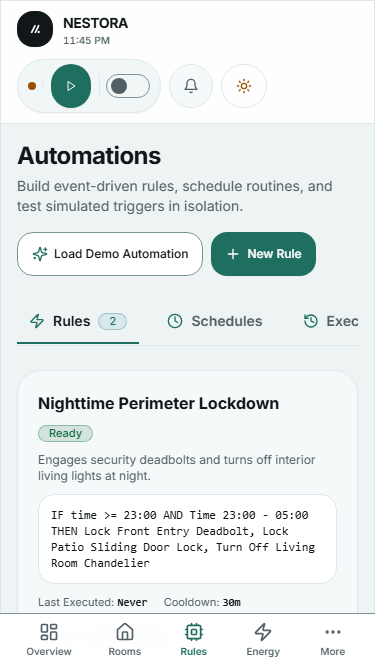 NESTORA
11:45 PM
Automations
Build event-driven rules, schedule routines, and
test simulated triggers in isolation.
Load Demo Automation
New Rule
Rules 2
Schedules
Exec
Nighttime Perimeter Lockdown
Ready
Engages security deadbolts and turns off interior
living lights at night.
IF time >= 23:00 AND Time 23:00 - 05:00
THEN Lock Front Entry Deadbolt, Lock
Patio Sliding Door Lock, Turn Off Living
Room Chandelier
Last Executed: Never Cooldown: 30m
Overview
Rooms
Rules
Energy
More